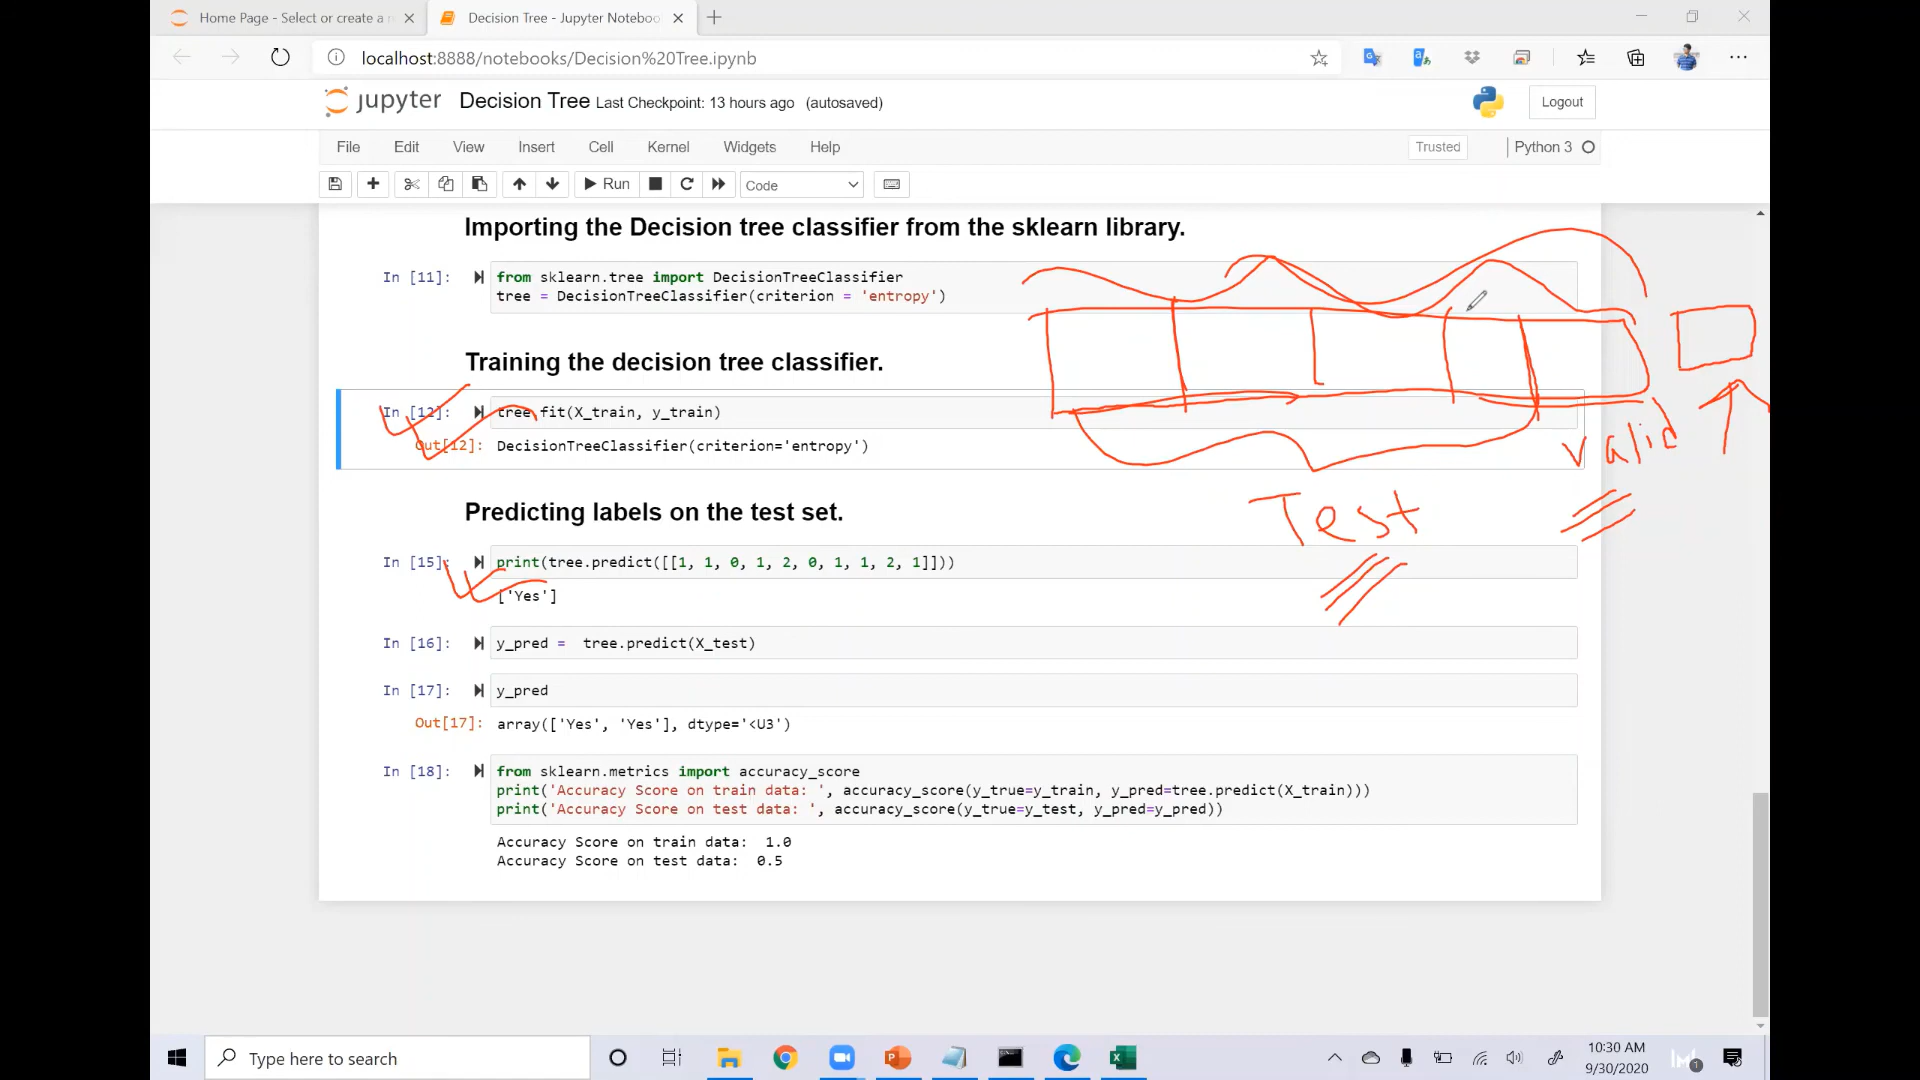 Home Page - Select or create a n
Decision Tree - Jupyter Noteboo
localhost:8888/notebooks/Decision%20Tree.ipynb
jupyter Decision Tree Last Checkpoint: 13 hours ago (autosaved)
Logout
File Edit View Insert Cell Kernel Widgets Help
Trusted
Python 3
Run
Code
Importing the Decision tree classifier from the sklearn library.
In [11]:
from sklearn.tree import DecisionTreeClassifier
tree = DecisionTreeClassifier(criterion = 'entropy')
Training the decision tree classifier.
In [12]:
tree.fit(X_train, y_train)
Out[12]: DecisionTreeClassifier(criterion='entropy')
valid
Predicting labels on the test set.
Test
In [15]: print(tree.predict([[1, 1, 0, 1, 2, 0, 1, 1, 2, 1]]))
['Yes']
In [16]: y_pred = tree.predict(X_test)
In [17]: y_pred
Out[17]: array(['Yes', 'Yes'], dtype='<U3')
In [18]: from sklearn.metrics import accuracy_score
print('Accuracy Score on train data: ', accuracy_score(y_true=y_train, y_pred=tree.predict(X_train)))
print('Accuracy Score on test data: ', accuracy_score(y_true=y_test, y_pred=y_pred))
Accuracy Score on train data:  1.0
Accuracy Score on test data:  0.5
Type here to search
10:30 AM
9/30/2020
1